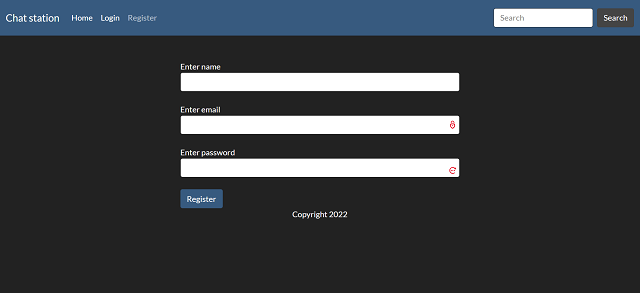 Chat station Home Login Register Search Search
Enter name
Enter email
Enter password
Register
Copyright 2022